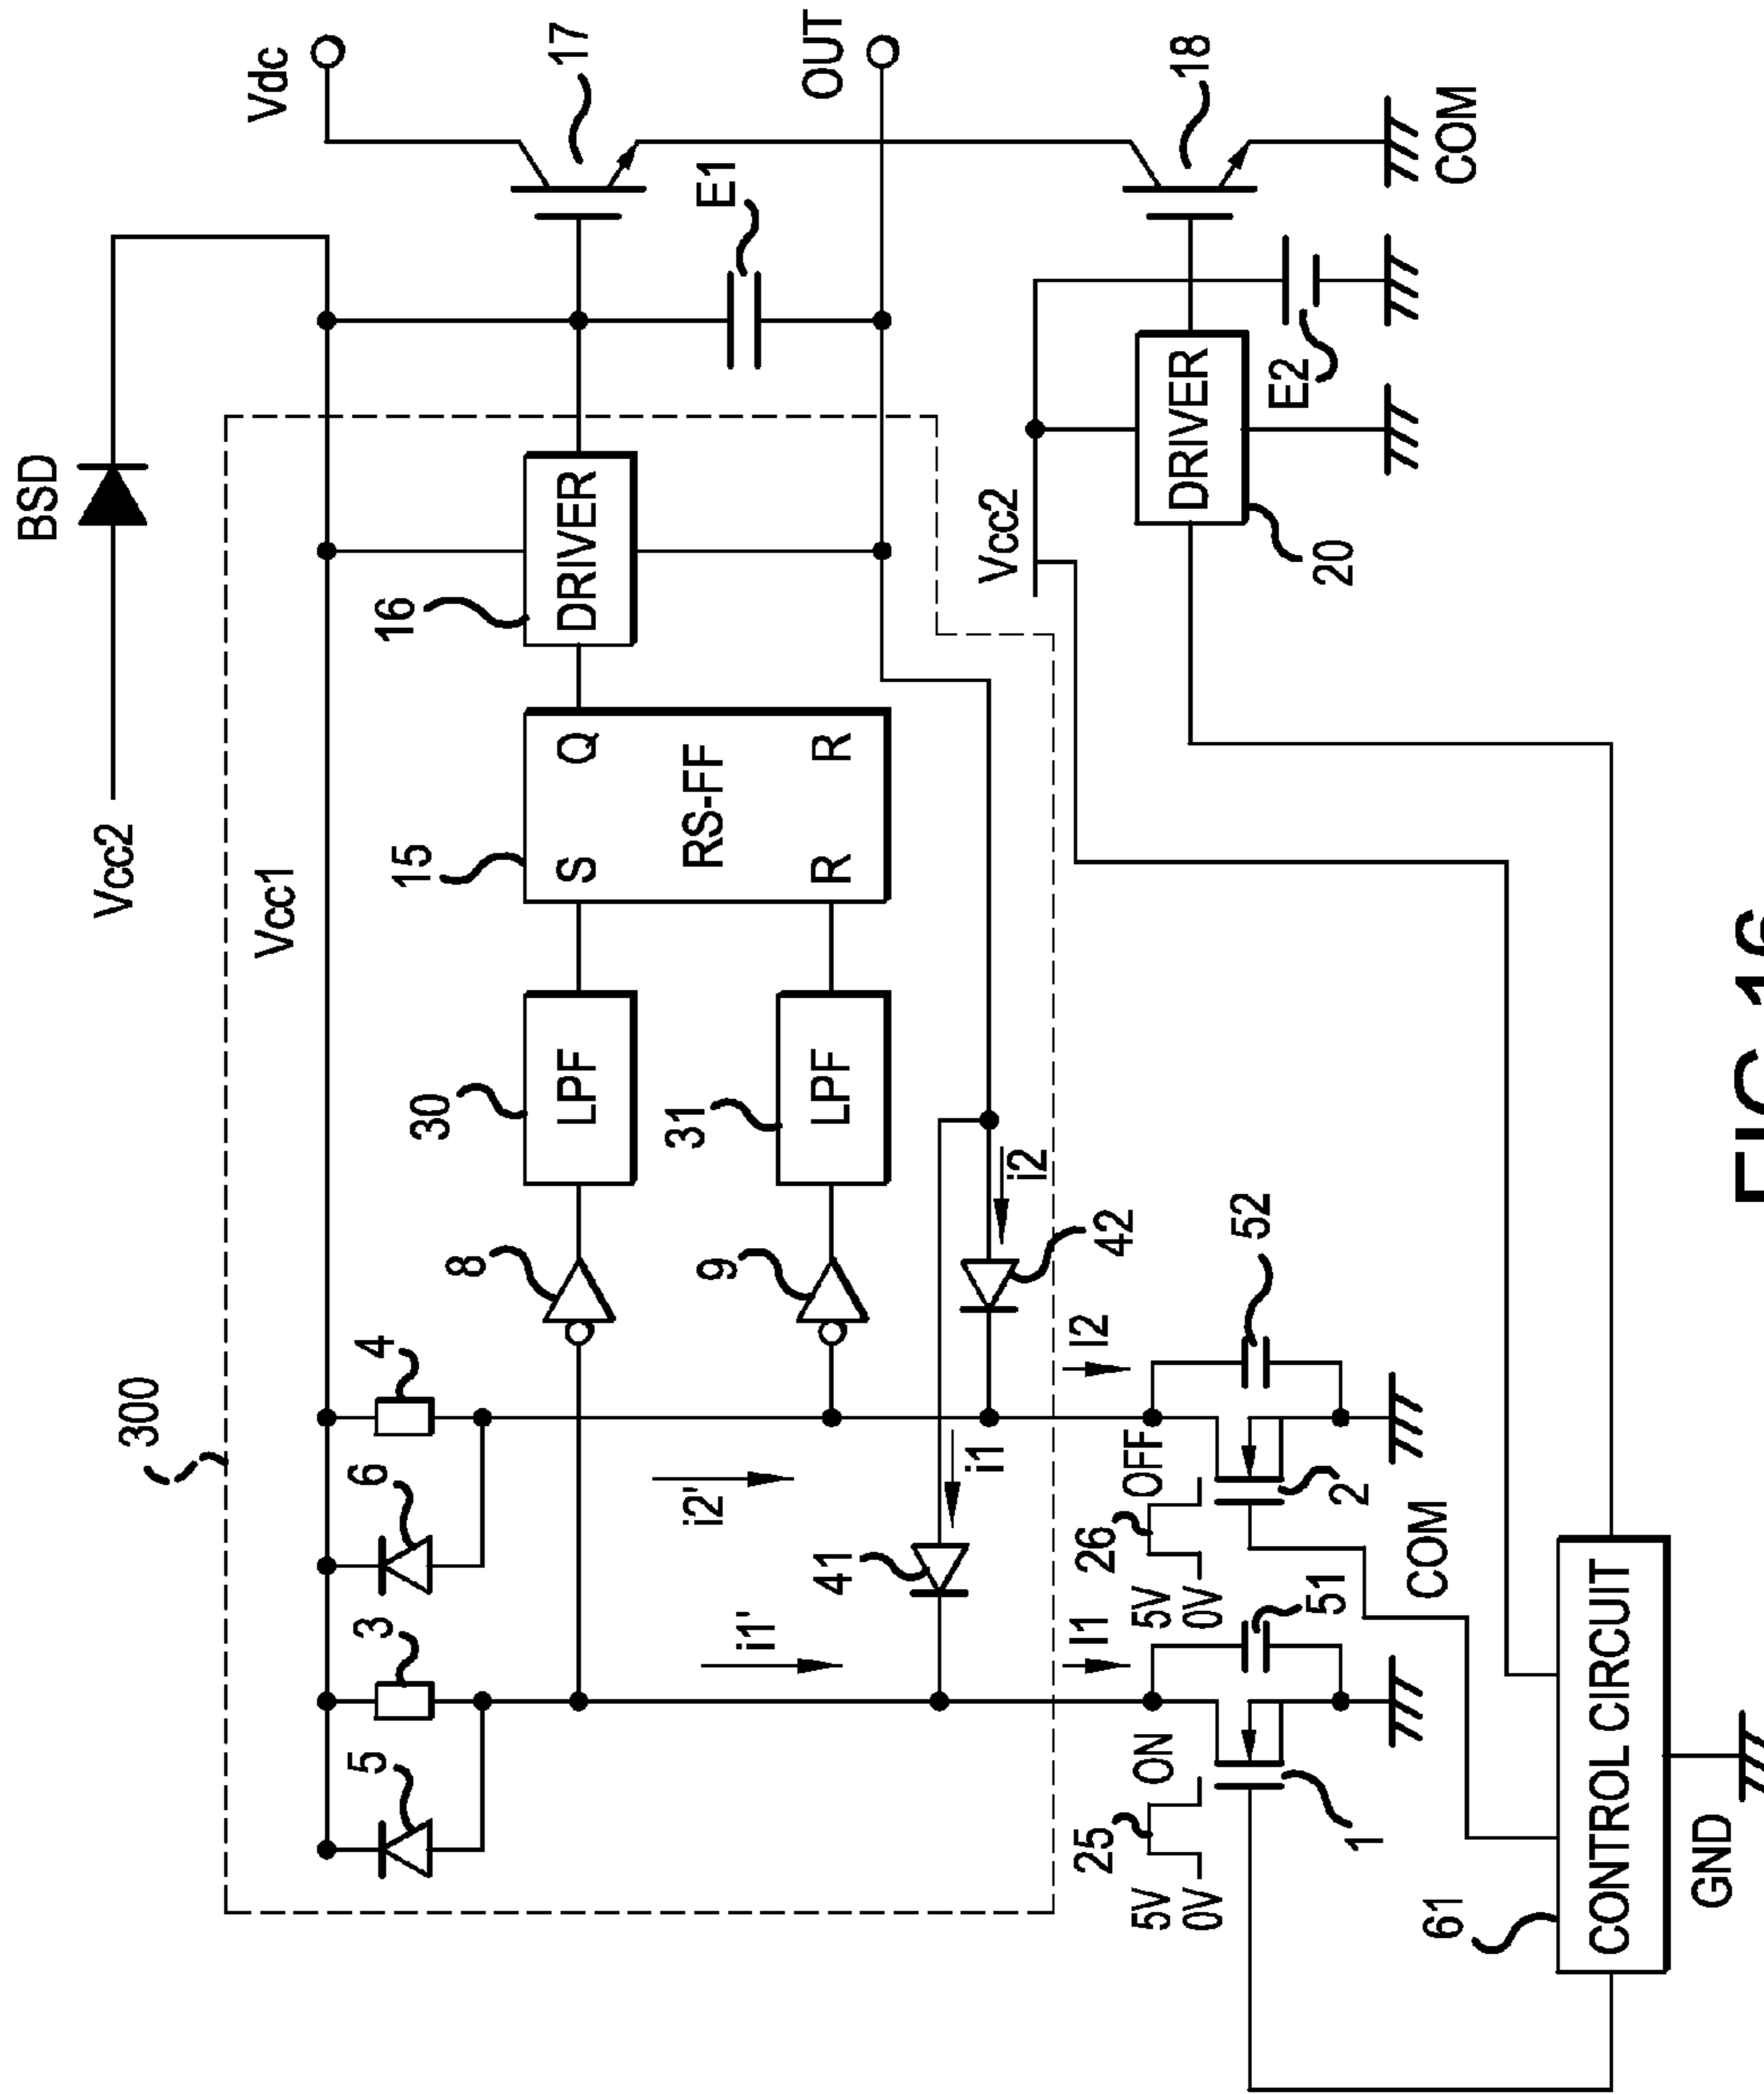 BSD
Vcc2
300
Vcc1
Vdc
5
3
6
4
16
17
8
30
15
S
Q
LPF
DRIVER
i1'
i2'
9
31
RS-FF
E1
R
R
LPF
OUT
41
i1
i2
Vcc2
42
I1
I2
25
5V
0V
ON
26
5V
0V
OFF
52
51
18
DRIVER
20
E2
1
2
COM
COM
61
CONTROL CIRCUIT
GND